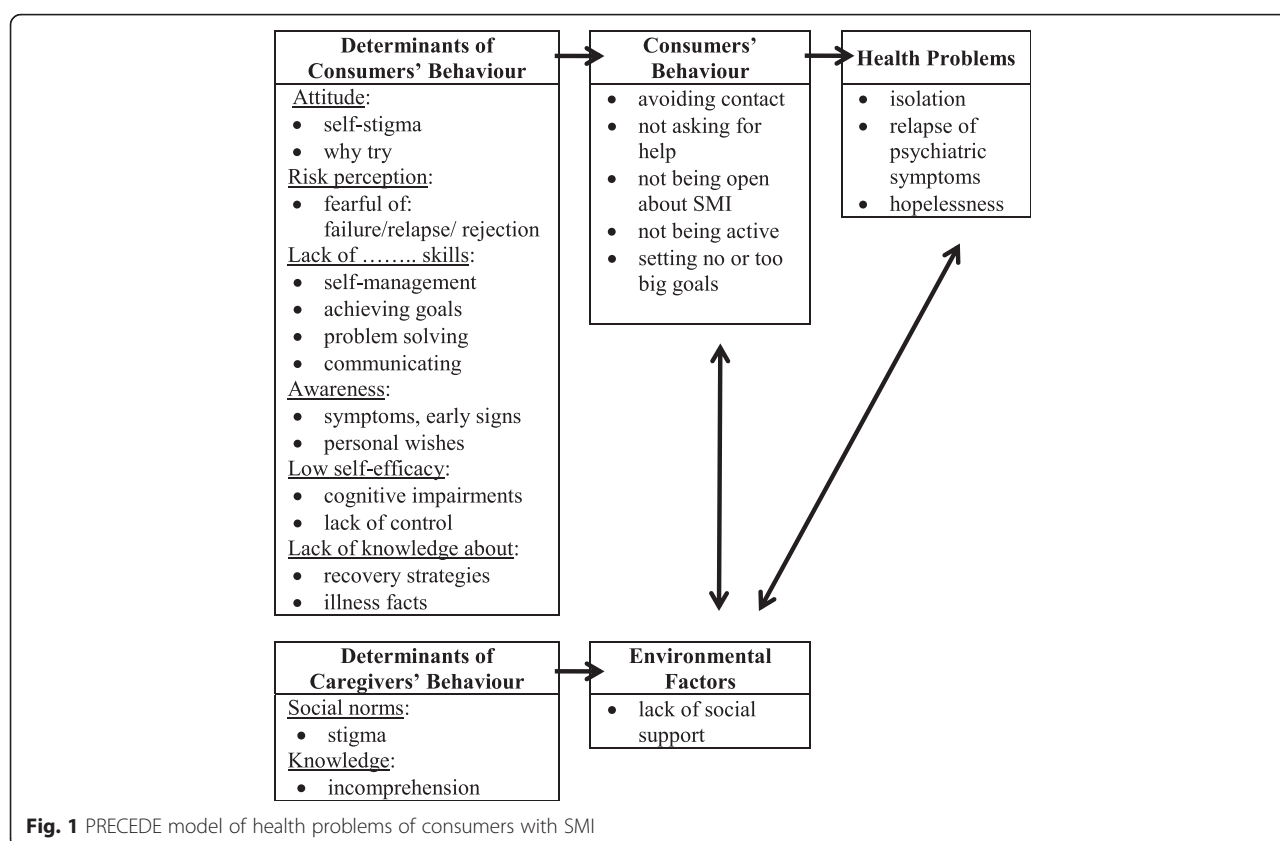 Determinants of
Consumers' Behaviour
Attitude:
• self-stigma
• why try
Risk perception:
• fearful of:
failure/relapse/ rejection
Lack of …….. skills:
• self-management
• achieving goals
• problem solving
• communicating
Awareness:
• symptoms, early signs
• personal wishes
Low self-efficacy:
• cognitive impairments
• lack of control
Lack of knowledge about:
• recovery strategies
• illness facts
Consumers'
Behaviour
• avoiding contact
• not asking for
help
• not being open
about SMI
• not being active
• setting no or too
big goals
Health Problems
• isolation
• relapse of
psychiatric
symptoms
• hopelessness
Determinants of
Caregivers' Behaviour
Social norms:
• stigma
Knowledge:
• incomprehension
Environmental
Factors
• lack of social
support
Fig. 1 PRECEDE model of health problems of consumers with SMI